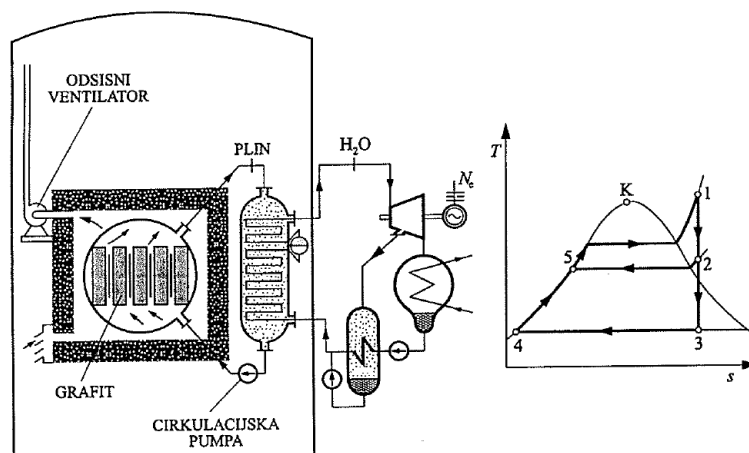 ODSISNI
VENTILATOR
PLIN
H₂O
Nₑ
GRAFIT
CIRKULACIJSKA
PUMPA
T
K
1
2
5
4
3
s